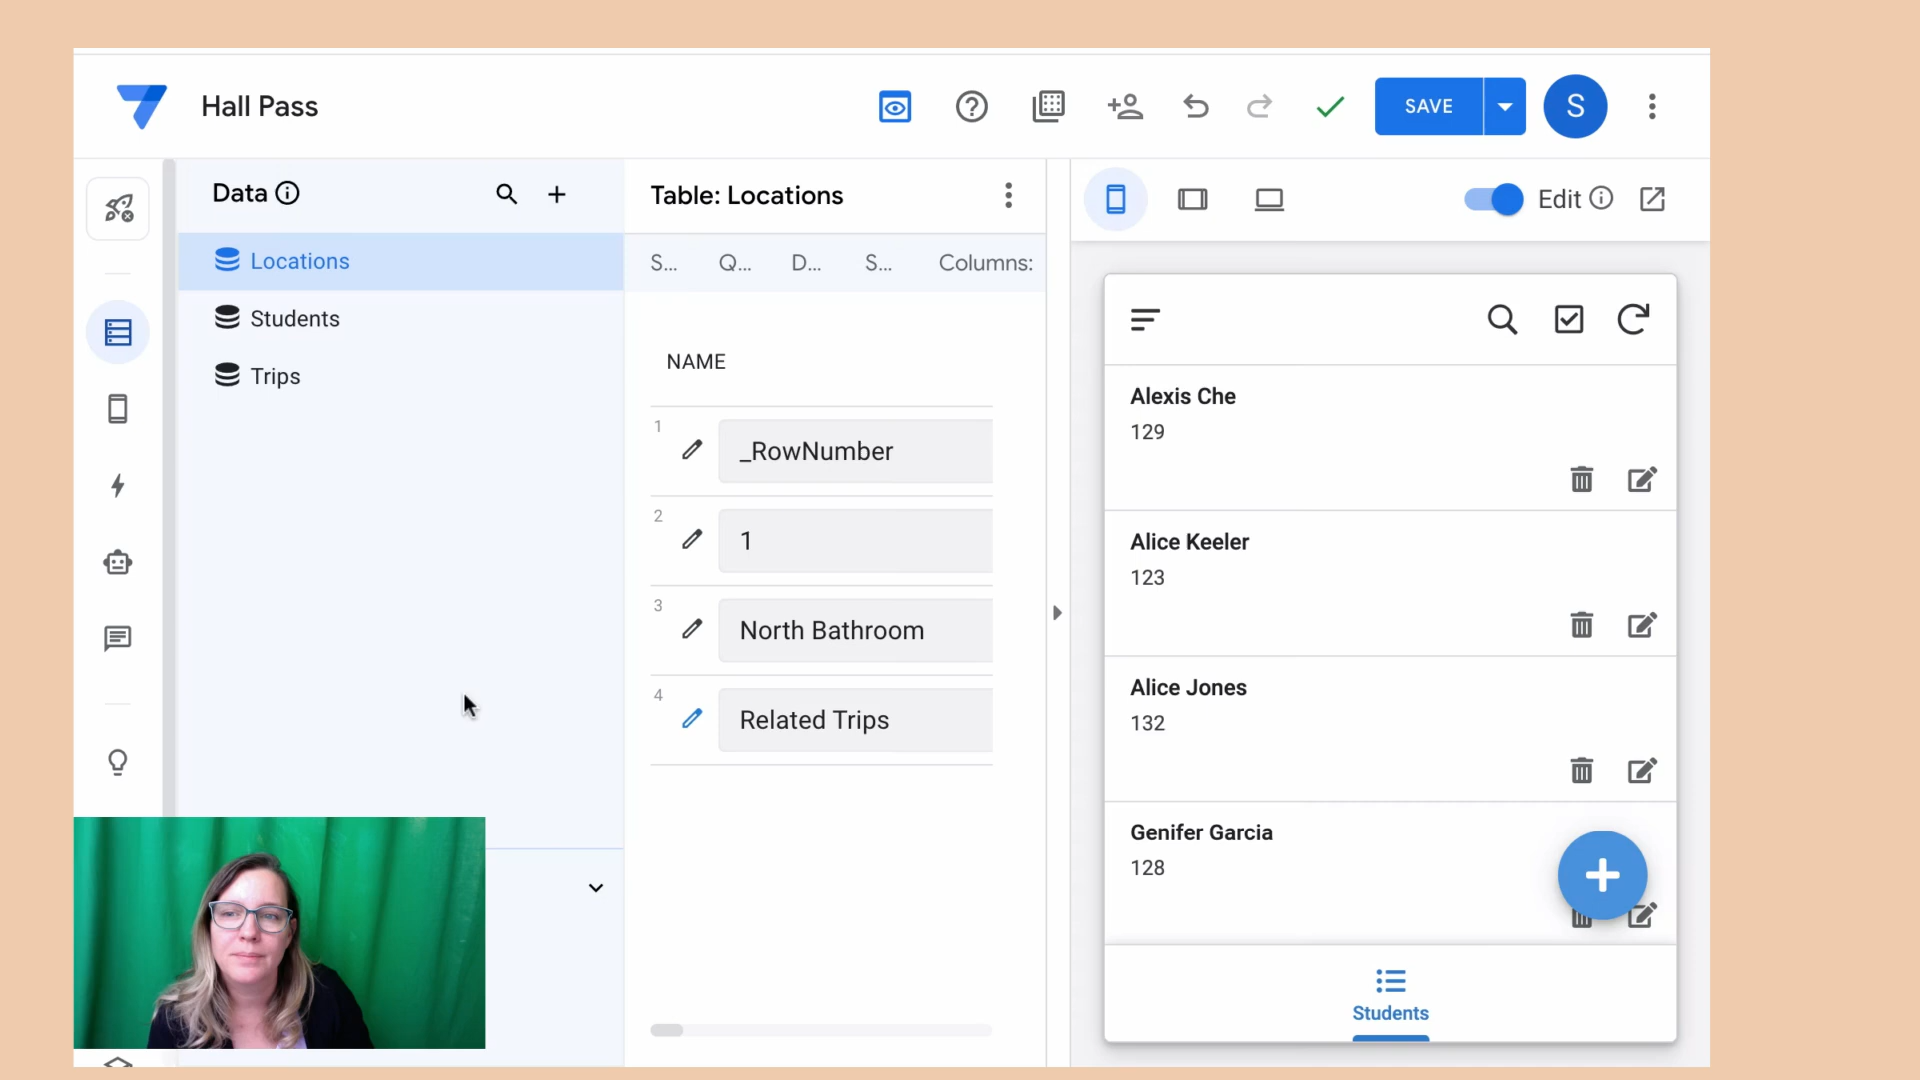 Hall Pass
SAVE
S
Data
Locations
Students
Trips
Table: Locations
S... Q... D... S... Columns:
NAME
1 _RowNumber
2 1
3 North Bathroom
4 Related Trips
Edit
Alexis Che
129
Alice Keeler
123
Alice Jones
132
Genifer Garcia
128
Students